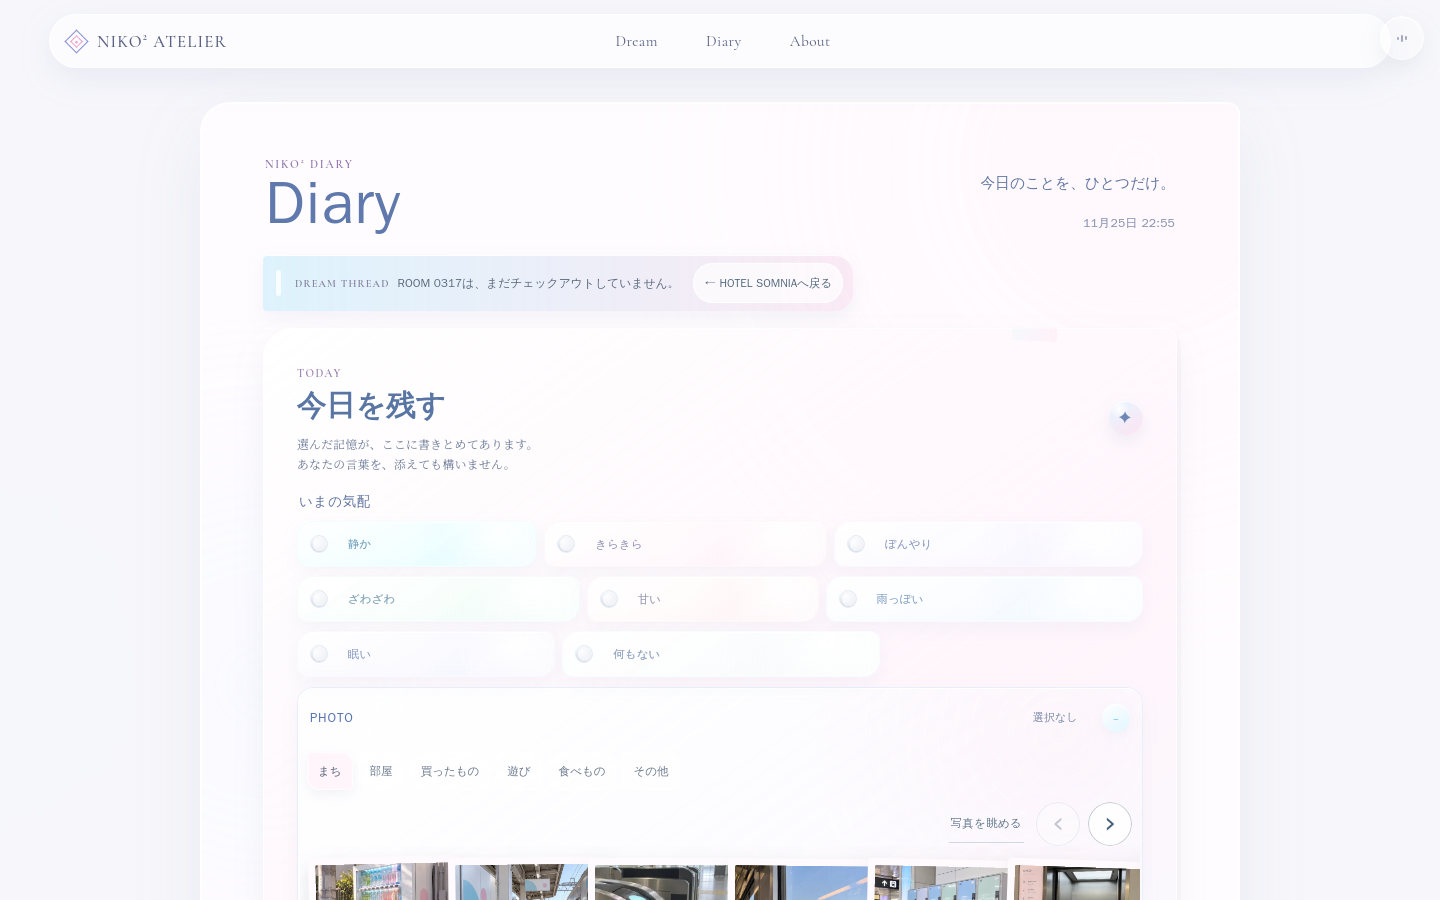 NIKO² ATELIER
Dream
Diary
About
NIKO² DIARY
Diary
今日のことを、ひとつだけ。
11月25日 22:55
DREAM THREAD ROOM 0317は、まだチェックアウトしていません。
← HOTEL SOMNIAへ戻る
TODAY
今日を残す
選んだ記憶が、ここに書きとめてあります。
あなたの言葉を、添えても構いません。
いまの気配
静か
きらきら
ぼんやり
ざわざわ
甘い
雨っぽい
眠い
何もない
PHOTO
選択なし
まち
部屋
買ったもの
遊び
食べもの
その他
写真を眺める